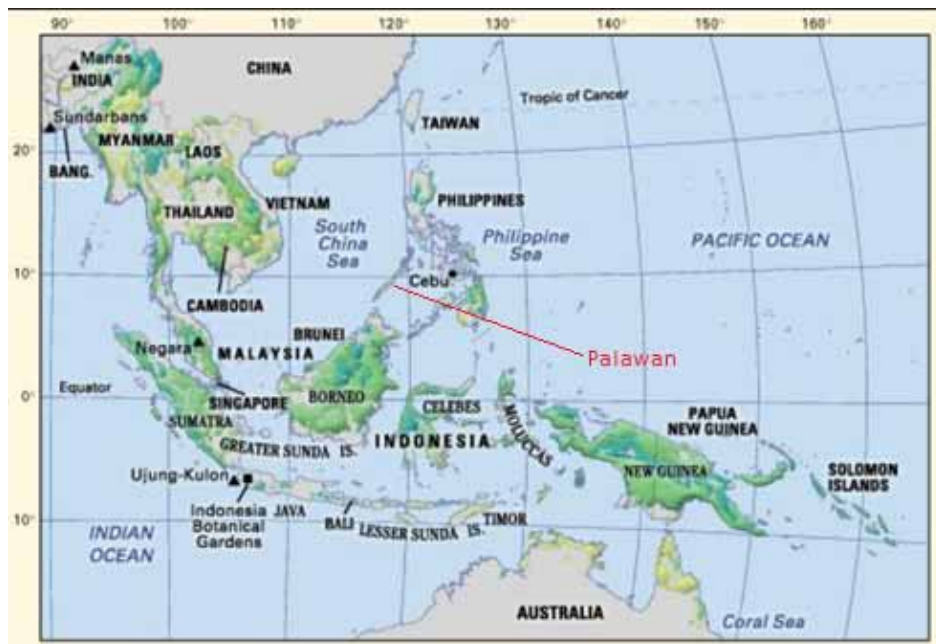 90°
100°
110°
120°
130°
140°
150°
160°
Manas
INDIA
CHINA
Tropic of Cancer
Sundarbans
TAIWAN
MYANMAR
LAOS
20°
BANG.
THAILAND
VIETNAM
PHILIPPINES
South
China
Sea
Philippine
Sea
PACIFIC OCEAN
10°
Cebu
CAMBODIA
BRUNEI
Negara
MALAYSIA
Palawan
Equator
0°
SINGAPORE
BORNEO
CELEBES
SUMATRA
MOLUCCAS
PAPUA
NEW GUINEA
GREATER SUNDA IS.
INDONESIA
NEW GUINEA
SOLOMON
ISLANDS
Ujung-Kulon
Indonesia
Botanical
Gardens
JAVA
BALI
LESSER SUNDA IS.
TIMOR
10°
INDIAN
OCEAN
AUSTRALIA
Coral Sea